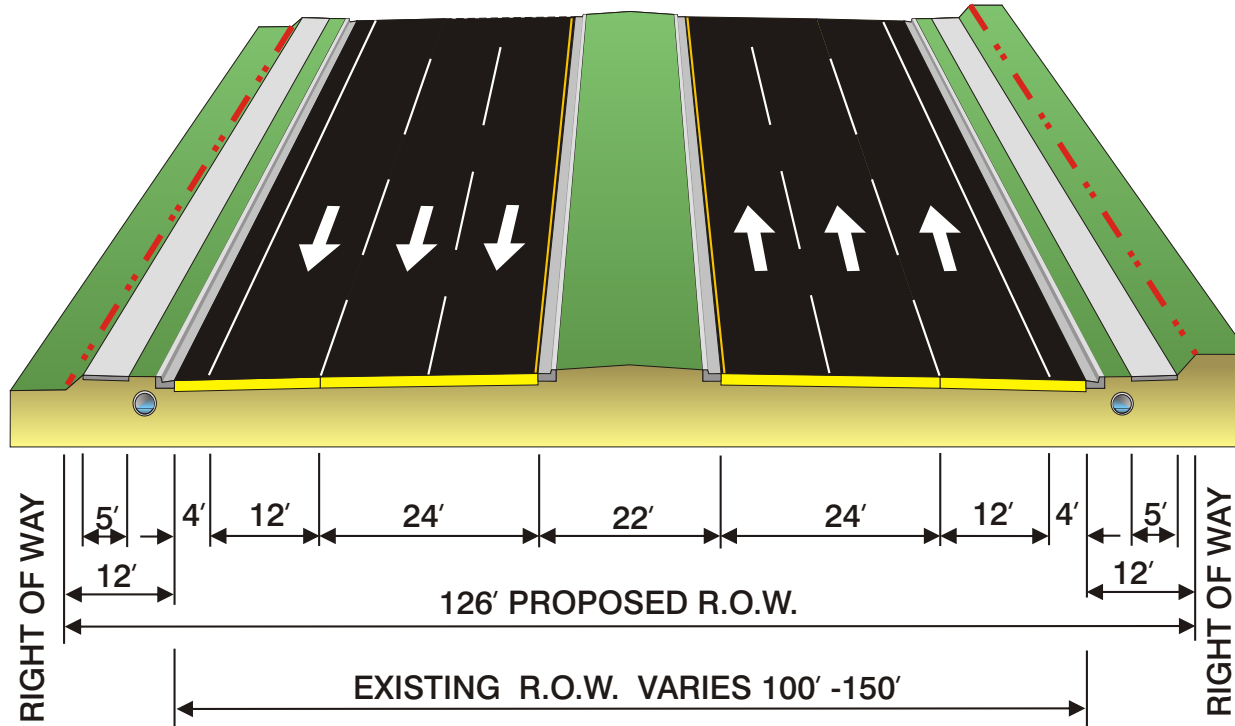 RIGHT OF WAY
5′ 4′ 12′ 24′ 22′ 24′ 12′ 4′ 5′
12′ 12′
126′ PROPOSED R.O.W.
EXISTING R.O.W. VARIES 100′ -150′
RIGHT OF WAY